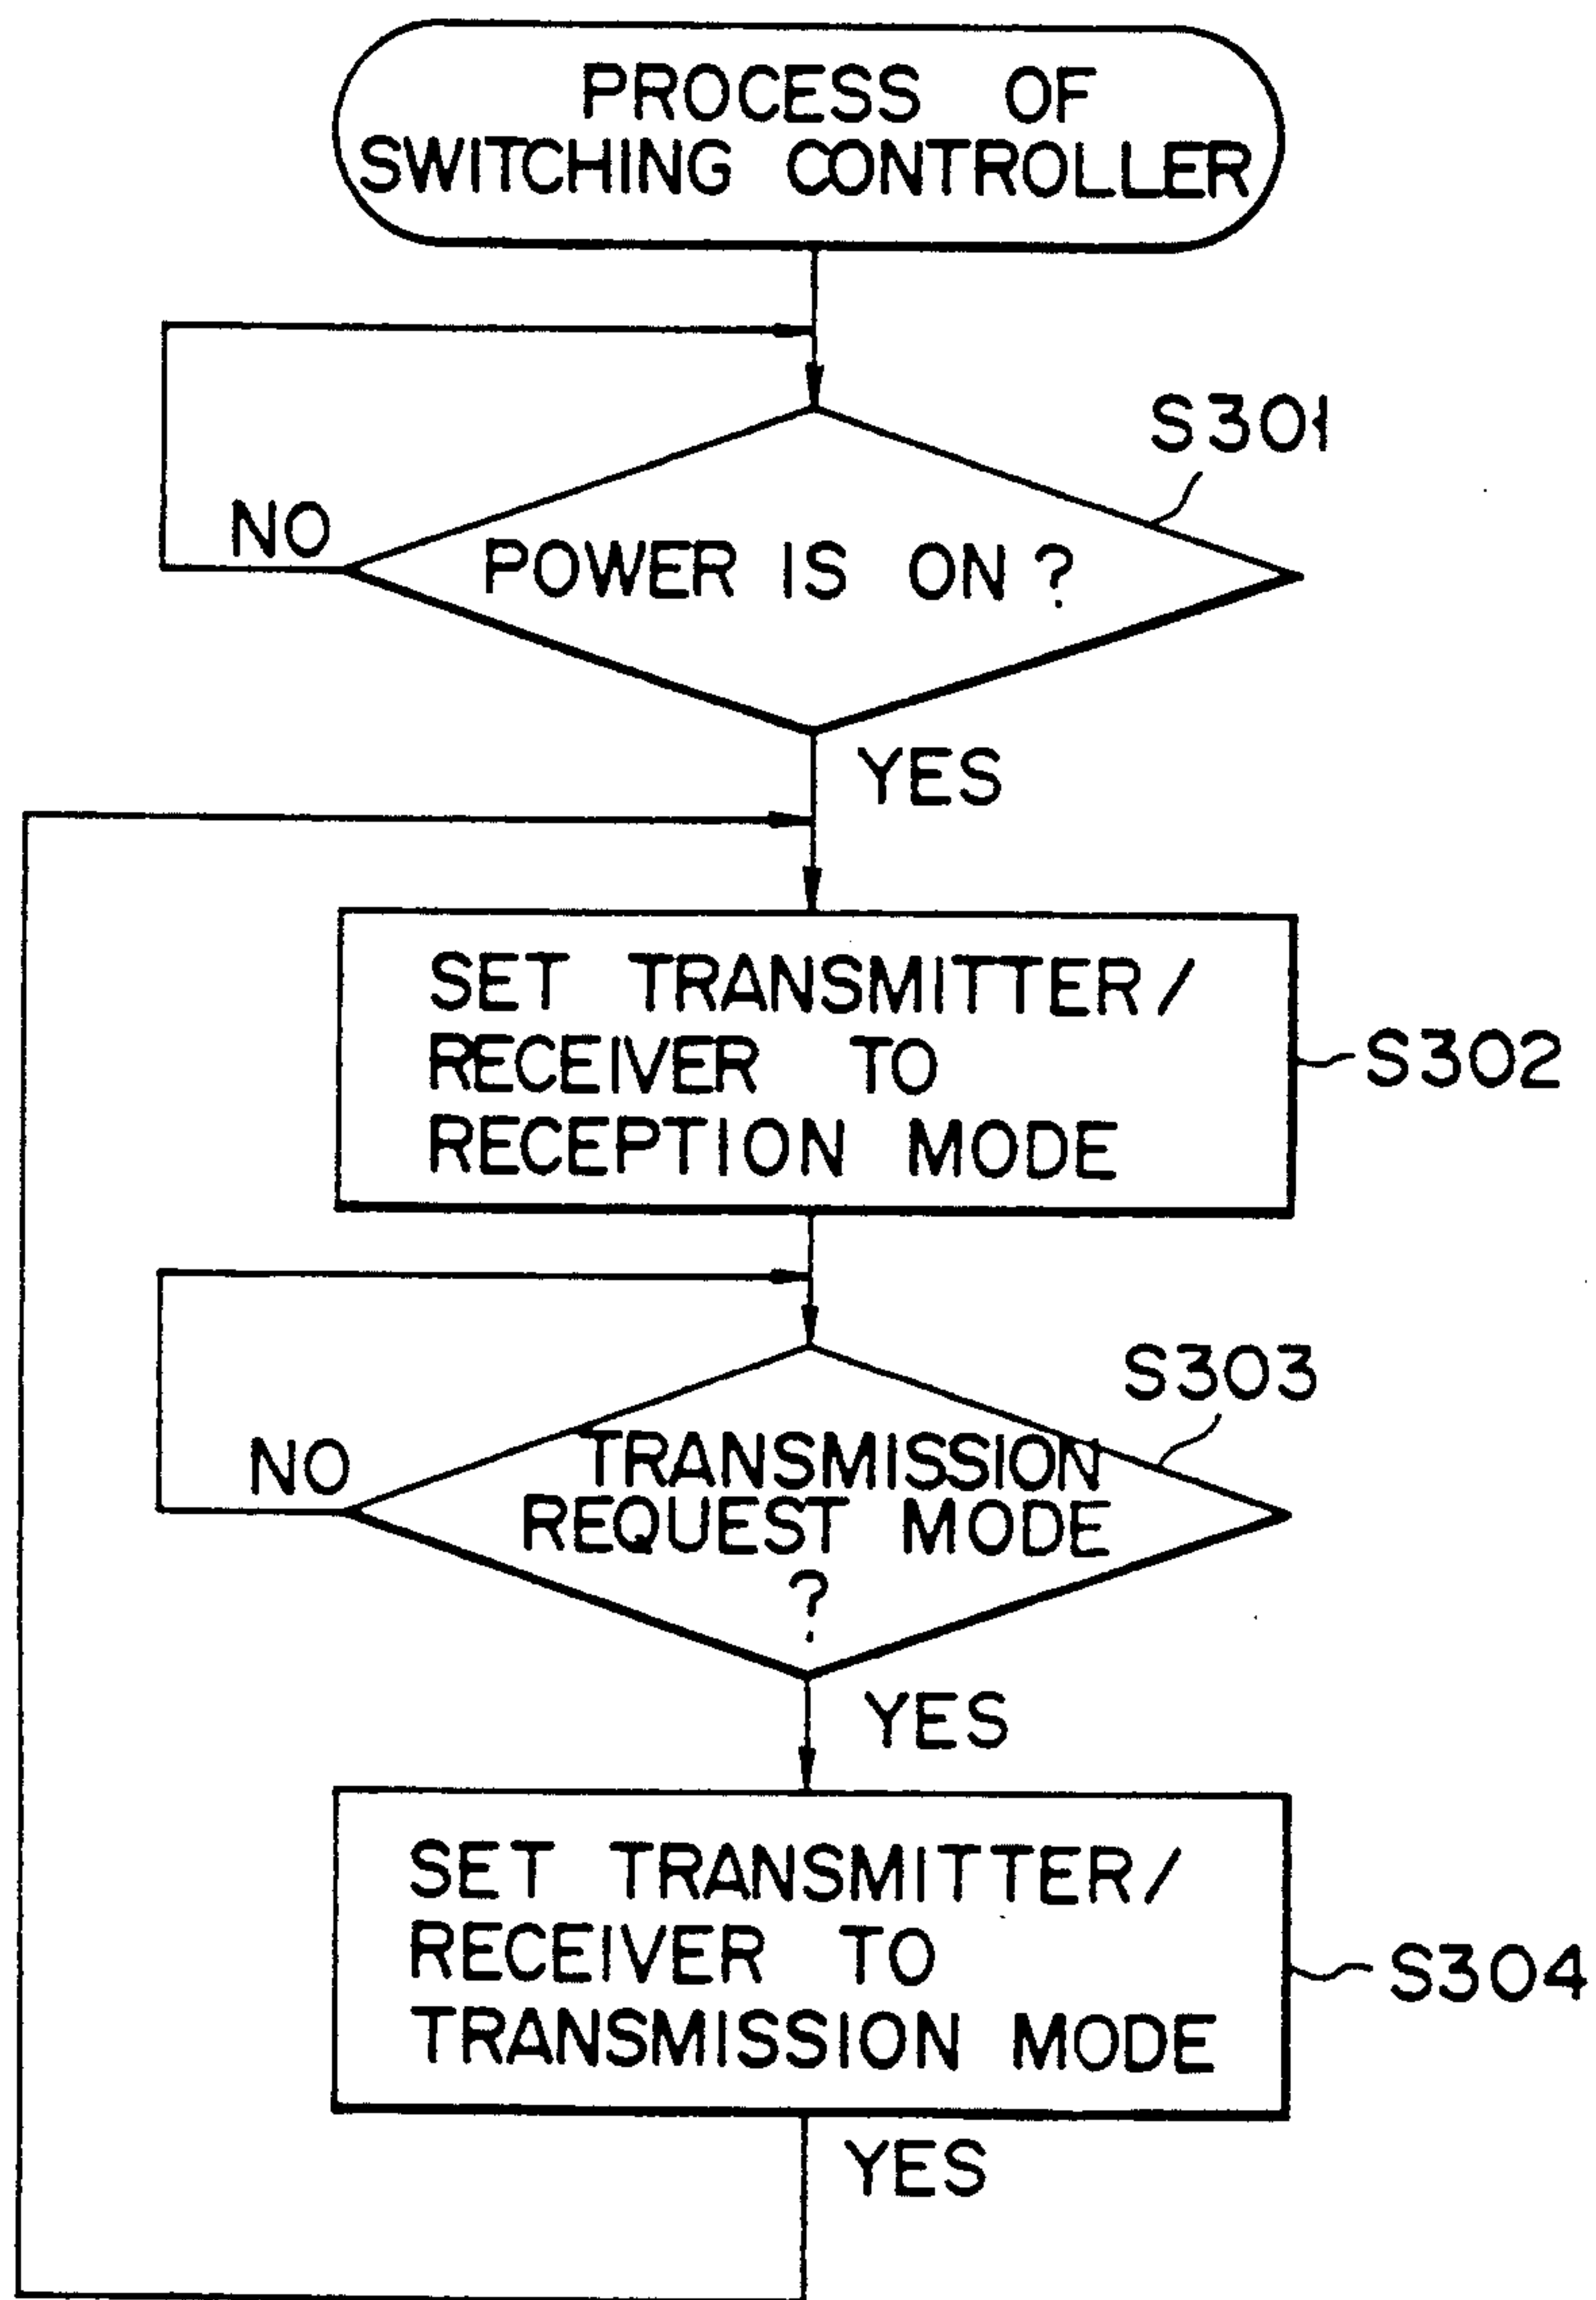 PROCESS OF
SWITCHING CONTROLLER
S301
NO
POWER IS ON ?
YES
SET TRANSMITTER/
RECEIVER TO
RECEPTION MODE
S302
S303
NO
TRANSMISSION
REQUEST MODE
?
YES
SET TRANSMITTER/
RECEIVER TO
TRANSMISSION MODE
S304
YES